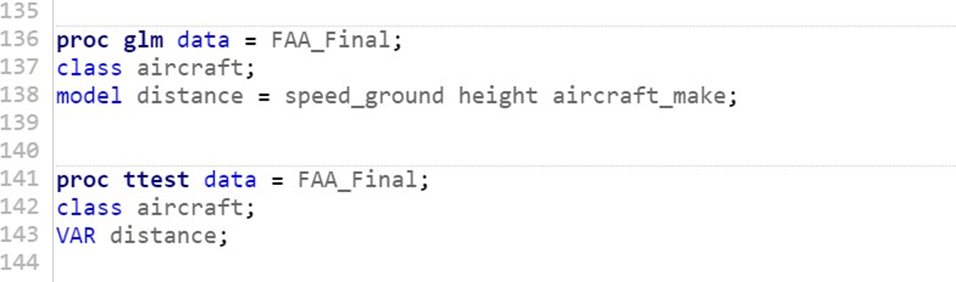 135
136 proc glm data = FAA_Final;
137 class aircraft;
138 model distance = speed_ground height aircraft_make;
139
140
141 proc ttest data = FAA_Final;
142 class aircraft;
143 VAR distance;
144